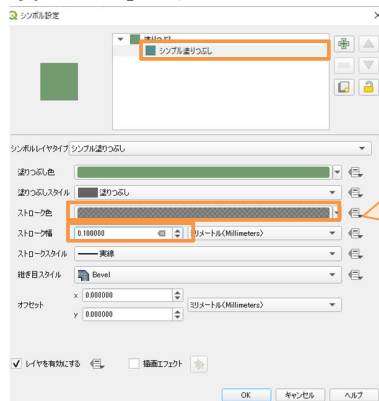 シンボル設定
塗りつぶし
シンプル塗りつぶし
シンボルレイヤタイプ シンプル塗りつぶし
塗りつぶし色
塗りつぶしスタイル 塗りつぶし
ストローク色
ストローク幅 0.100000 ミリメートル(Millimeters)
ストロークスタイル 実線
継ぎ目スタイル Bevel
オフセット x 0.000000 ミリメートル(Millimeters)
y 0.000000
レイヤを有効にする 描画エフェクト
OK キャンセル ヘルプ